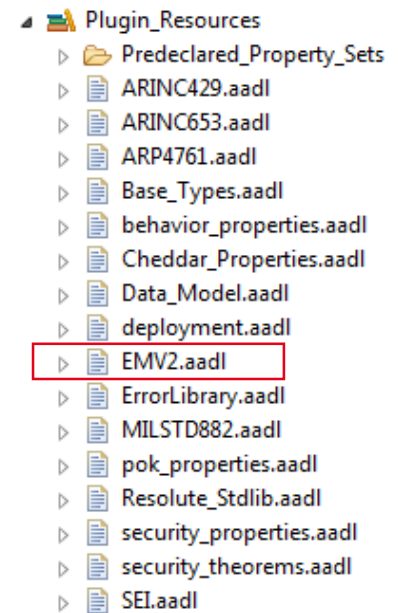 Plugin_Resources
Predeclared_Property_Sets
ARINC429.aadl
ARINC653.aadl
ARP4761.aadl
Base_Types.aadl
behavior_properties.aadl
Cheddar_Properties.aadl
Data_Model.aadl
deployment.aadl
EMV2.aadl
ErrorLibrary.aadl
MILSTD882.aadl
pok_properties.aadl
Resolute_Stdlib.aadl
security_properties.aadl
security_theorems.aadl
SEI.aadl